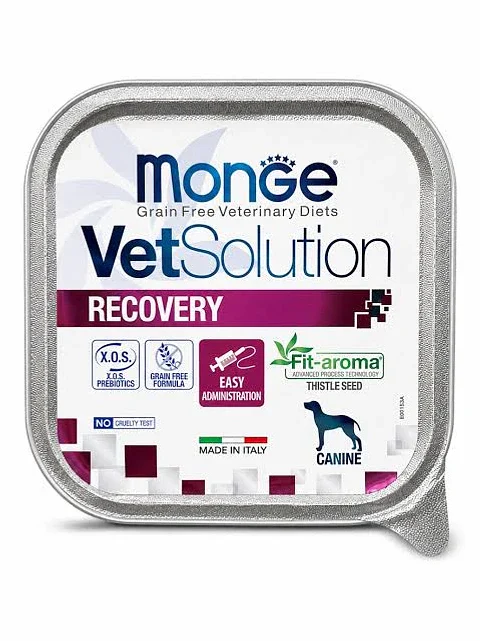 Monge®
Grain Free Veterinary Diets
VetSolution
RECOVERY
X.O.S.
X.O.S.
PREBIOTICS
GRAIN FREE
FORMULA
EASY
ADMINISTRATION
Fit-aroma®
ADVANCED PROCESS TECHNOLOGY
THISTLE SEED
NO CRUELTY TEST
MADE IN ITALY
CANINE
E00153A